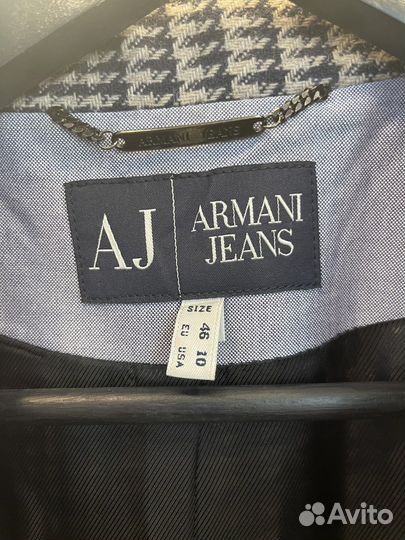 ARMANI JEANS
AJ
ARMANI
JEANS
SIZE
EU 46
USA 10
Avito